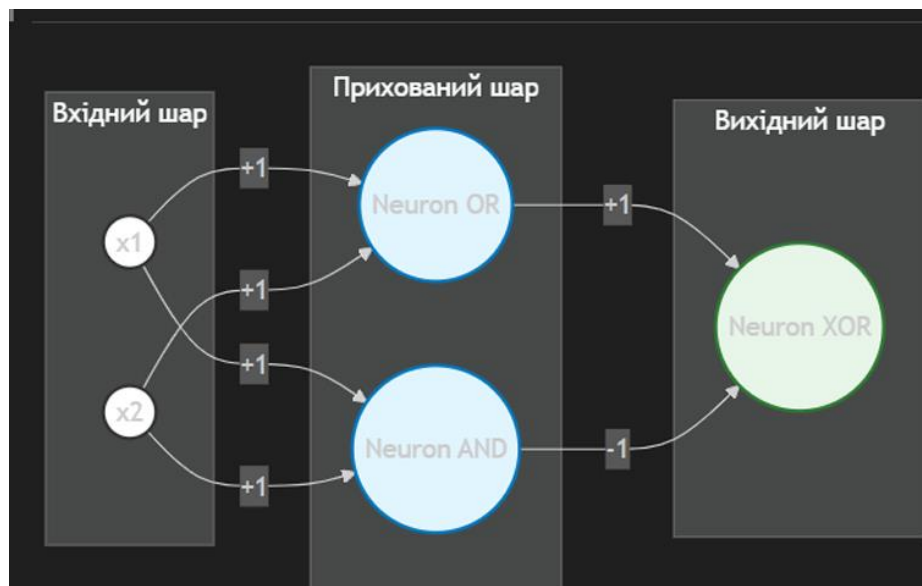 Вхідний шар
x1
x2
+1
+1
+1
+1
Прихований шар
Neuron OR
Neuron AND
+1
-1
Вихідний шар
Neuron XOR